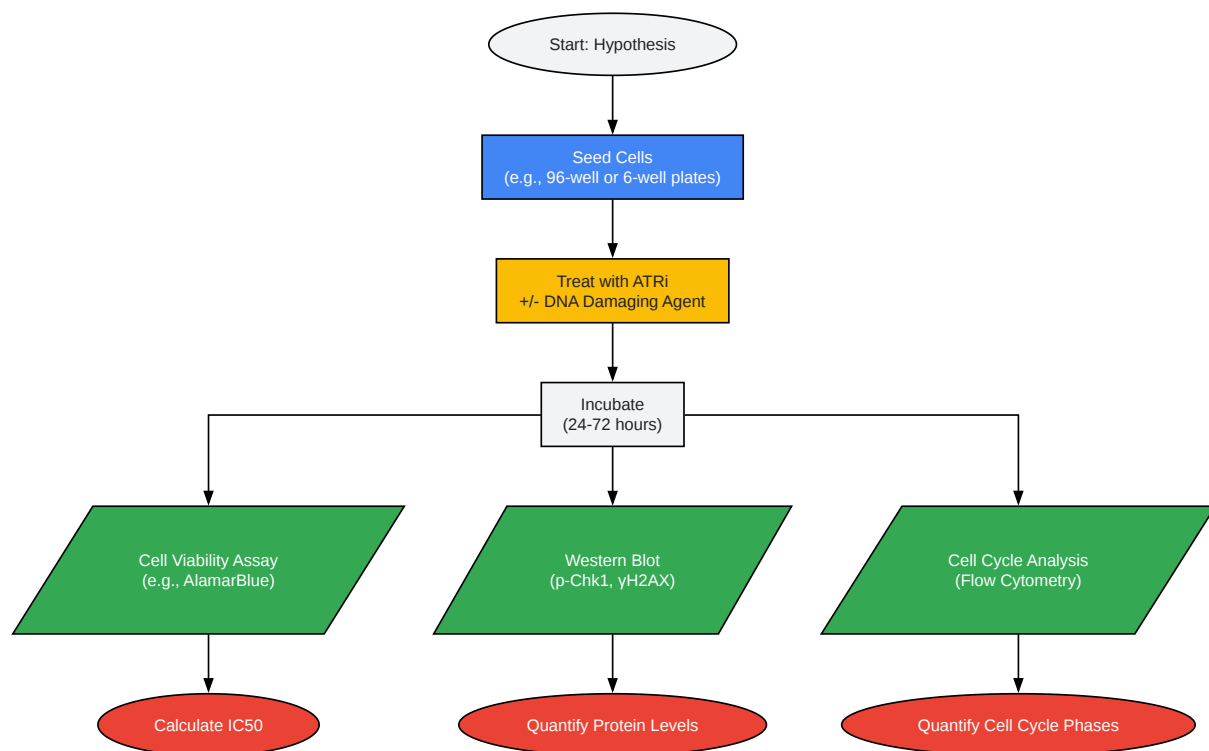 Start: Hypothesis
Seed Cells
(e.g., 96-well or 6-well plates)
Treat with ATRi
+/- DNA Damaging Agent
Incubate
(24-72 hours)
Cell Viability Assay
(e.g., AlamarBlue)
Western Blot
(p-Chk1, γH2AX)
Cell Cycle Analysis
(Flow Cytometry)
Calculate IC50
Quantify Protein Levels
Quantify Cell Cycle Phases